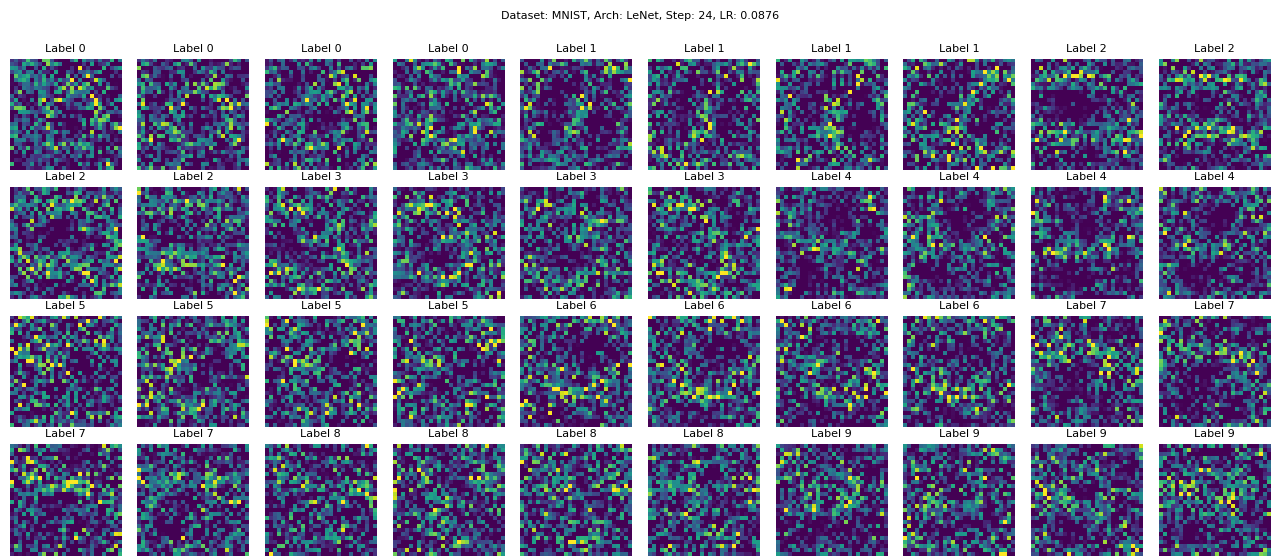 Dataset: MNIST, Arch: LeNet, Step: 24, LR: 0.0876
Label 0 Label 0 Label 0 Label 0 Label 1 Label 1 Label 1 Label 1 Label 2 Label 2
Label 2 Label 2 Label 3 Label 3 Label 3 Label 3 Label 4 Label 4 Label 4 Label 4
Label 5 Label 5 Label 5 Label 5 Label 6 Label 6 Label 6 Label 6 Label 7 Label 7
Label 7 Label 7 Label 8 Label 8 Label 8 Label 8 Label 9 Label 9 Label 9 Label 9